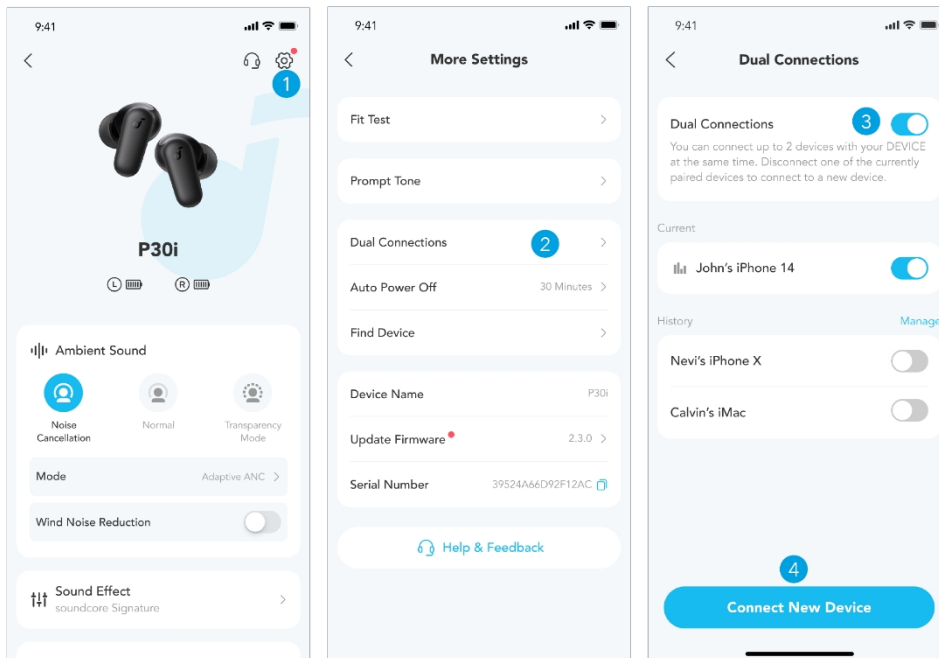 9:41
1
P30i
L
R
Ambient Sound
Noise
Cancellation
Normal
Transparency
Mode
Mode
Adaptive ANC
Wind Noise Reduction
Sound Effect
soundcore Signature
9:41
More Settings
Fit Test
Prompt Tone
Dual Connections
2
Auto Power Off
30 Minutes
Find Device
Device Name
P30i
Update Firmware
2.3.0
Serial Number
39524A66D92F12AC
Help & Feedback
9:41
Dual Connections
Dual Connections
3
You can connect up to 2 devices with your DEVICE
at the same time. Disconnect one of the currently
paired devices to connect to a new device.
Current
John's iPhone 14
History
Manage
Nevi's iPhone X
Calvin's iMac
4
Connect New Device